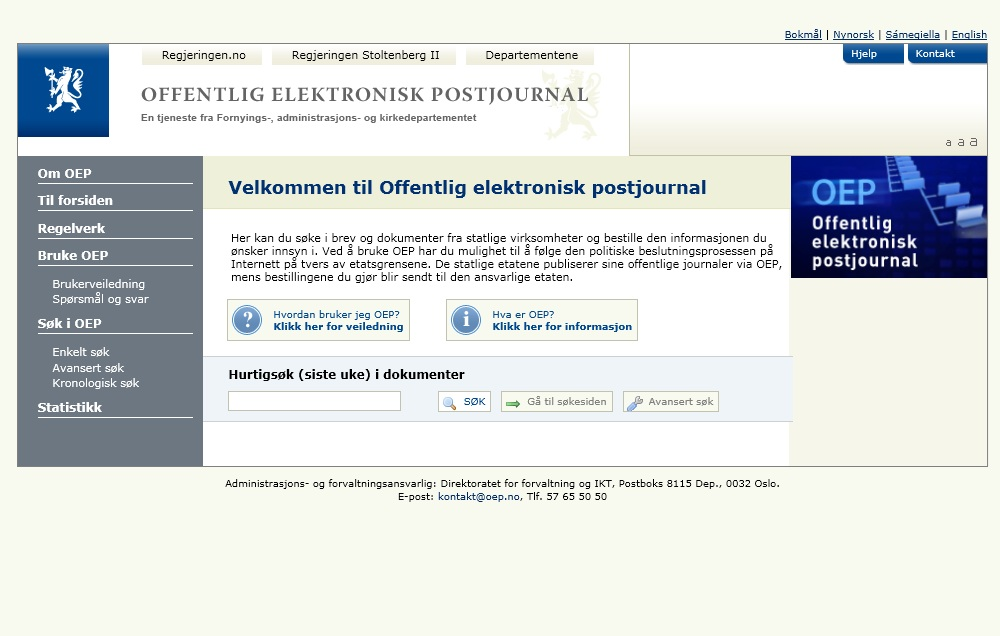 Bokmål | Nynorsk | Sámegiella | English
Regjeringen.no Regjeringen Stoltenberg II Departementene
Hjelp Kontakt
OFFENTLIG ELEKTRONISK POSTJOURNAL
En tjeneste fra Fornyings-, administrasjons- og kirkedepartementet
a a a
Om OEP
Til forsiden
Regelverk
Bruke OEP
Brukerveiledning
Spørsmål og svar
Søk i OEP
Enkelt søk
Avansert søk
Kronologisk søk
Statistikk
Velkommen til Offentlig elektronisk postjournal
Her kan du søke i brev og dokumenter fra statlige virksomheter og bestille den informasjonen du
ønsker innsyn i. Ved å bruke OEP har du mulighet til å følge den politiske beslutningsprosessen på
Internett på tvers av etatsgrensene. De statlige etatene publiserer sine offentlige journaler via OEP,
mens bestillingene du gjør blir sendt til den ansvarlige etaten.
Hvordan bruker jeg OEP?
Klikk her for veiledning
Hva er OEP?
Klikk her for informasjon
Hurtigsøk (siste uke) i dokumenter
SØK Gå til søkesiden Avansert søk
OEP
Offentlig
elektronisk
postjournal
Administrasjons- og forvaltningsansvarlig: Direktoratet for forvaltning og IKT, Postboks 8115 Dep., 0032 Oslo.
E-post: kontakt@oep.no, Tlf. 57 65 50 50